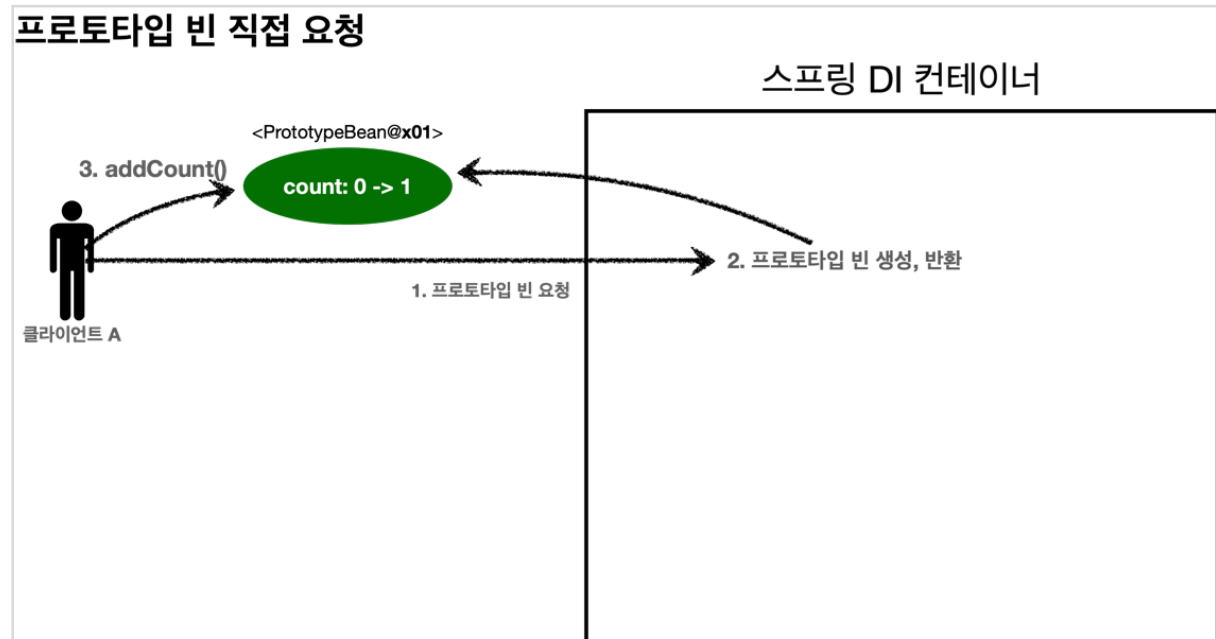 프로토타입 빈 직접 요청
스프링 DI 컨테이너
<PrototypeBean@x01>
3. addCount()
count: 0 -> 1
2. 프로토타입 빈 생성, 반환
1. 프로토타입 빈 요청
클라이언트 A